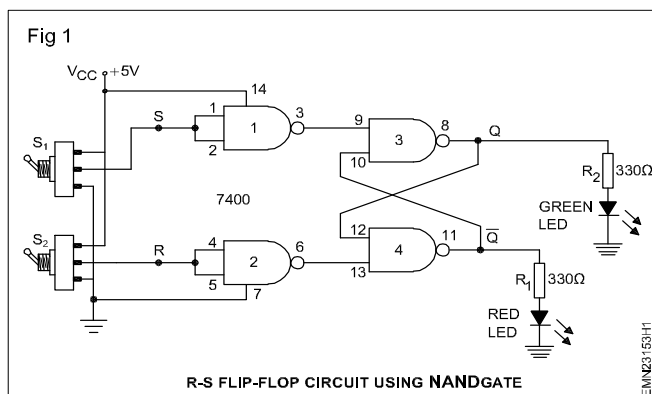 Fig 1
VCC +5V
14
S1
S
1
2
1
3
9
10
3
8
Q
R2 330Ω
GREEN
LED
7400
S2
R
4
5
2
6
7
12
13
4
11
Q̅
R1 330Ω
RED
LED
R-S FLIP-FLOP CIRCUIT USING NANDGATE
EMN23153H1